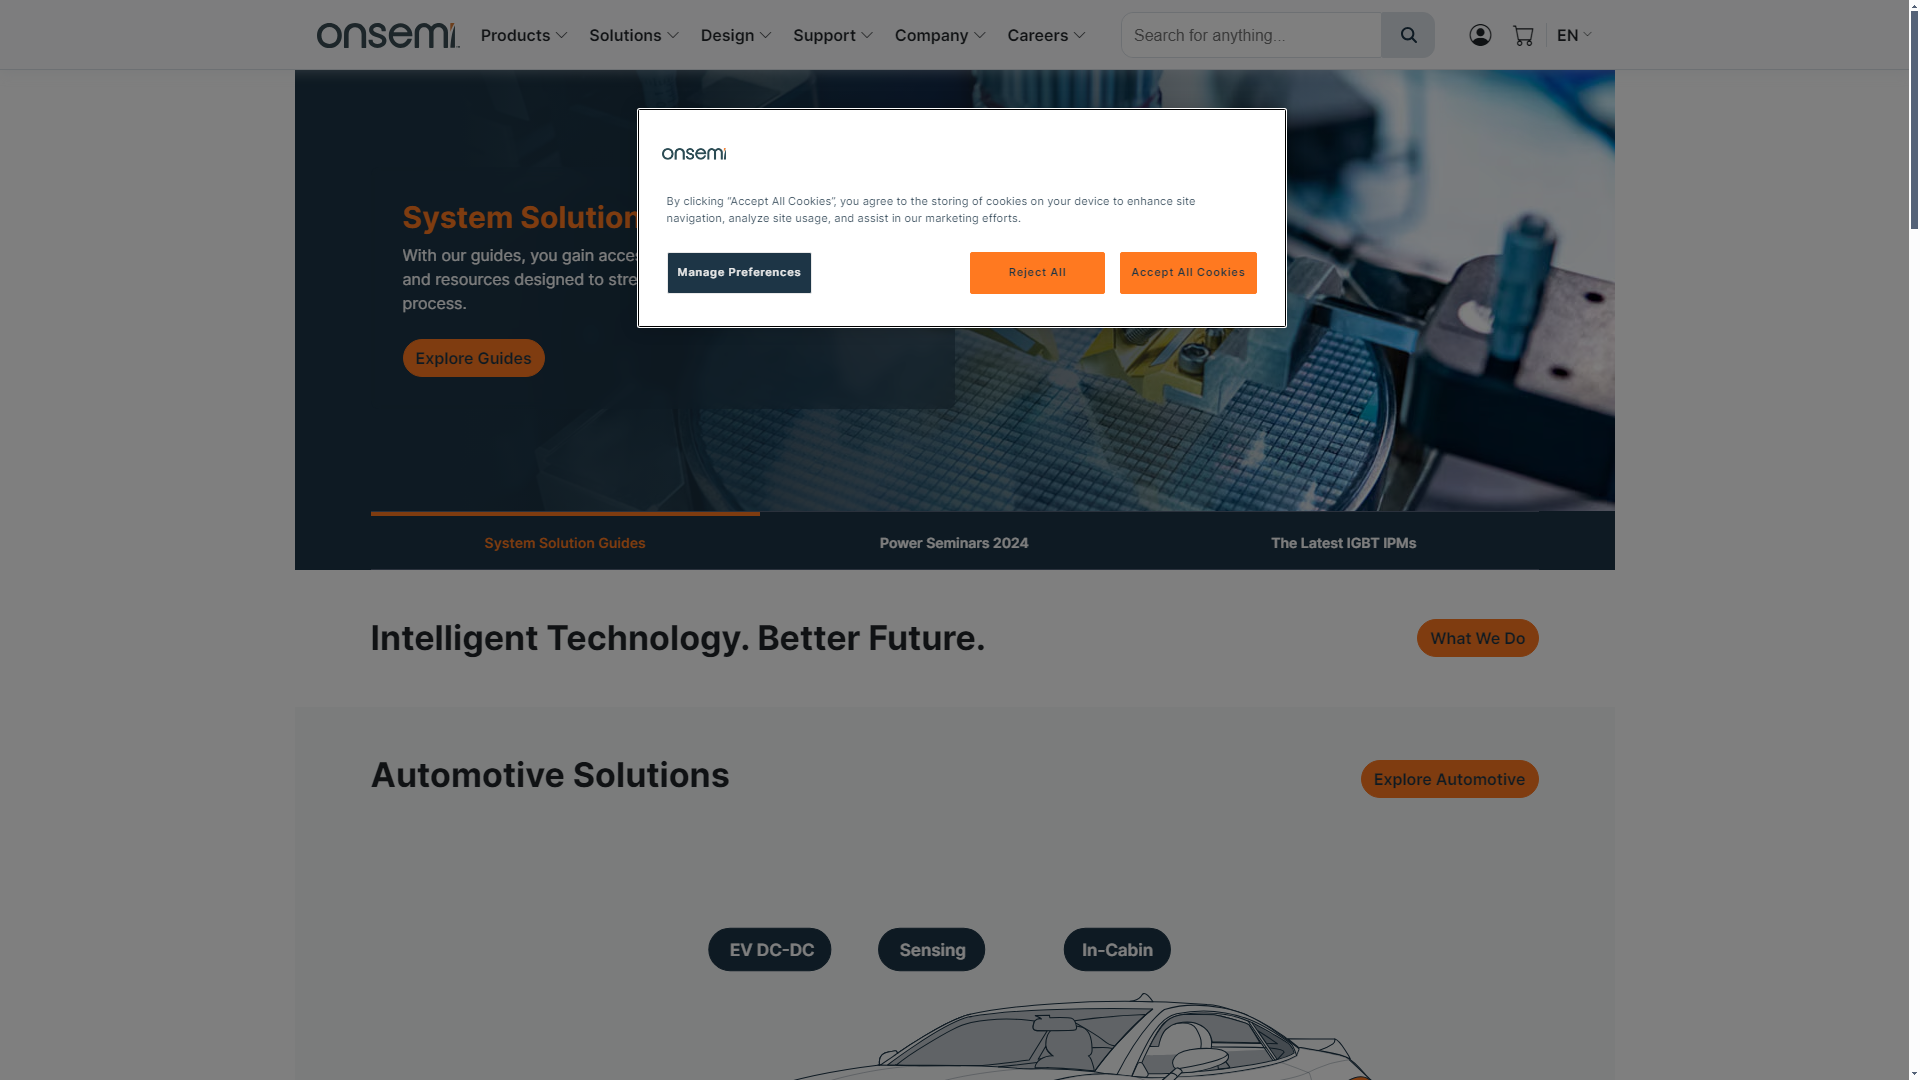 onsemi
Products
Solutions
Design
Support
Company
Careers
Search for anything...
EN
onsemi
By clicking “Accept All Cookies”, you agree to the storing of cookies on your device to enhance site
navigation, analyze site usage, and assist in our marketing efforts.
Manage Preferences
Reject All
Accept All Cookies
System Solution
With our guides, you gain acces
and resources designed to stre
process.
Explore Guides
System Solution Guides
Power Seminars 2024
The Latest IGBT IPMs
Intelligent Technology. Better Future.
What We Do
Automotive Solutions
Explore Automotive
EV DC-DC
Sensing
In-Cabin